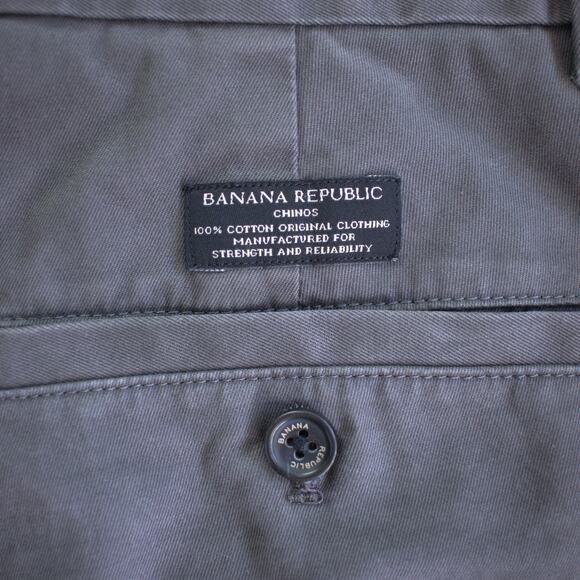 BANANA REPUBLIC
CHINOS
100% COTTON ORIGINAL CLOTHING
MANUFACTURED FOR
STRENGTH AND RELIABILITY
BANANA
REPUBLIC